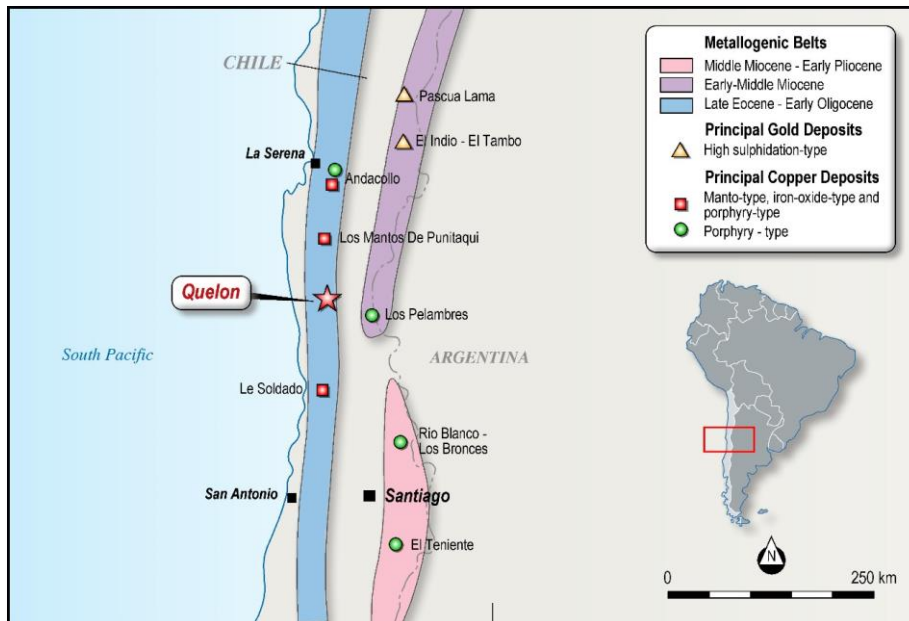 CHILE
Pascua Lama
El Indio - El Tambo
La Serena
Andacollo
Los Mantos De Punitaqui
Quelon
Los Pelambres
South Pacific
ARGENTINA
Le Soldado
Rio Blanco -
Los Bronces
San Antonio
Santiago
El Teniente
Metallogenic Belts
Middle Miocene - Early Pliocene
Early-Middle Miocene
Late Eocene - Early Oligocene
Principal Gold Deposits
High sulphidation-type
Principal Copper Deposits
Manto-type, iron-oxide-type and
porphyry-type
Porphyry - type
N
0 250 km